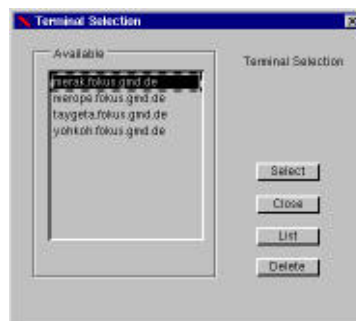 Terminal Selection
Available
Terminal Selection
merak.fokus.gmd.de
merope.fokus.gmd.de
taygeta.fokus.gmd.de
yohkoh.fokus.gmd.de
Select
Close
List
Delete